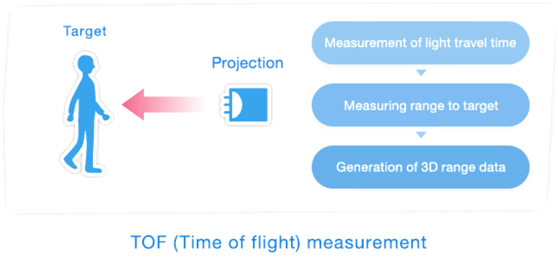 Target
Projection
Measurement of light travel time
Measuring range to target
Generation of 3D range data
TOF (Time of flight) measurement